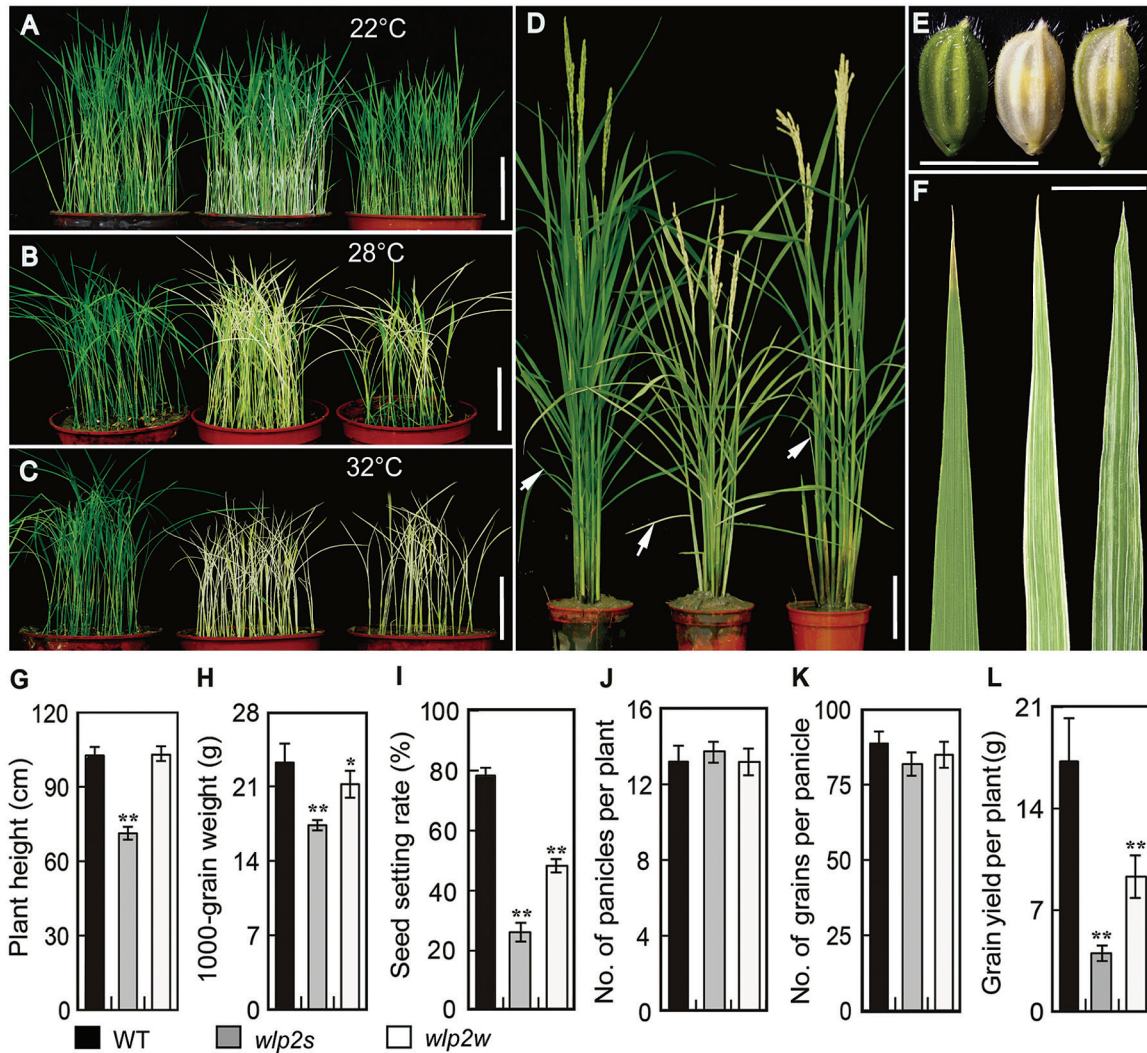 A
22°C
B
28°C
C
32°C
D
E
F
G
120
90
60
30
0
Plant height (cm)
**
H
28
21
14
7
0
1000-grain weight (g)
**
*
I
80
60
40
20
0
Seed setting rate (%)
**
**
J
16
12
8
4
0
No. of panicles per plant
K
100
75
50
25
0
No. of grains per panicle
L
21
14
7
0
Grain yield per plant(g)
**
**
WT
wlp2s
wlp2w